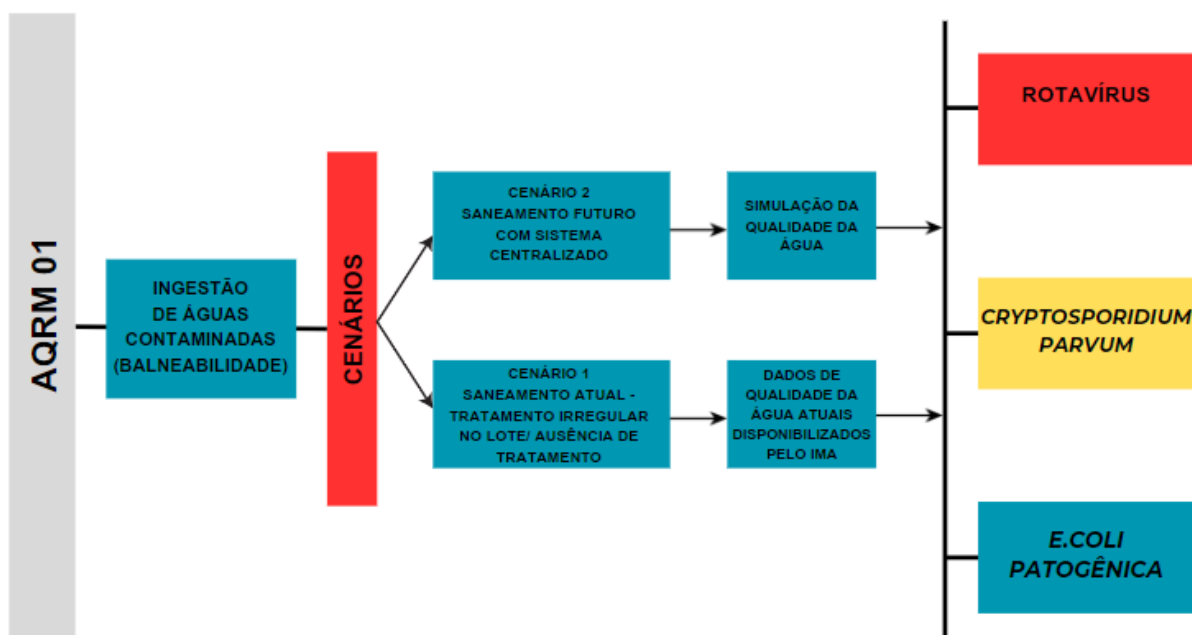 AQRM 01
INGESTÃO
DE ÁGUAS
CONTAMINADAS
(BALNEABILIDADE)
CENÁRIOS
CENÁRIO 2
SANEAMENTO FUTURO
COM SISTEMA
CENTRALIZADO
SIMULAÇÃO DA
QUALIDADE DA
ÁGUA
CENÁRIO 1
SANEAMENTO ATUAL -
TRATAMENTO IRREGULAR
NO LOTE/ AUSÊNCIA DE
TRATAMENTO
DADOS DE
QUALIDADE DA
ÁGUA ATUAIS
DISPONIBILIZADOS
PELO IMA
ROTAVÍRUS
CRYPTOSPORIDIUM
PARVUM
E.COLI
PATOGÊNICA